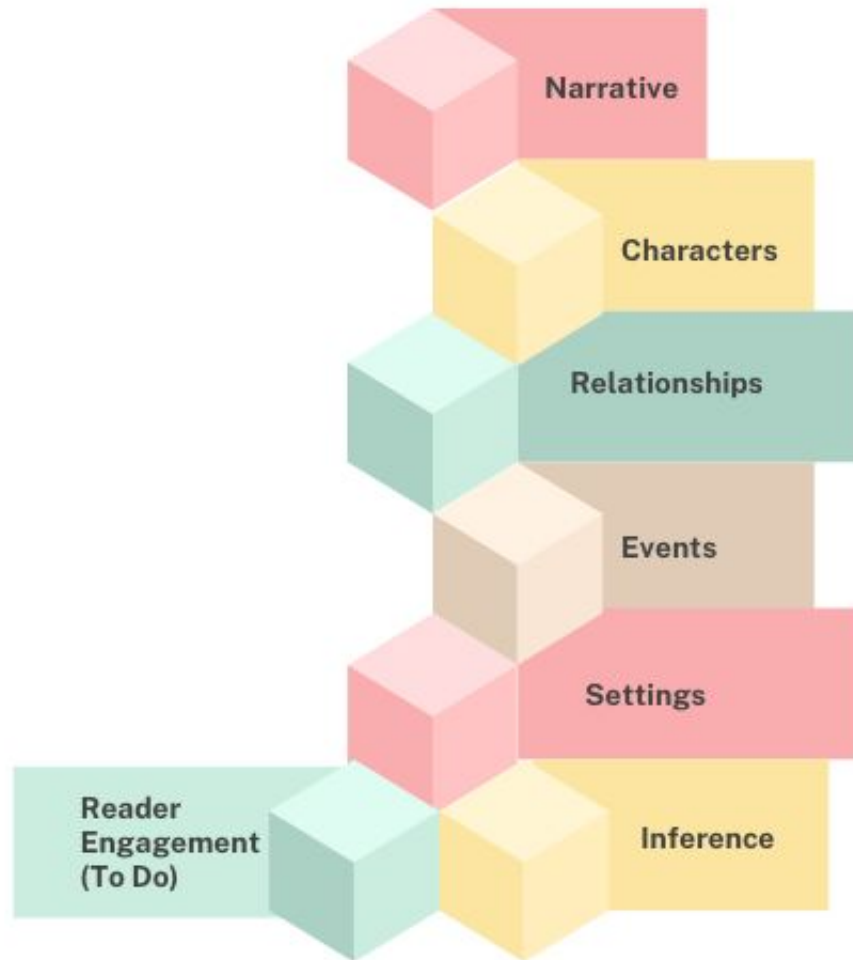 Narrative
Characters
Relationships
Events
Settings
Reader
Engagement
(To Do)
Inference